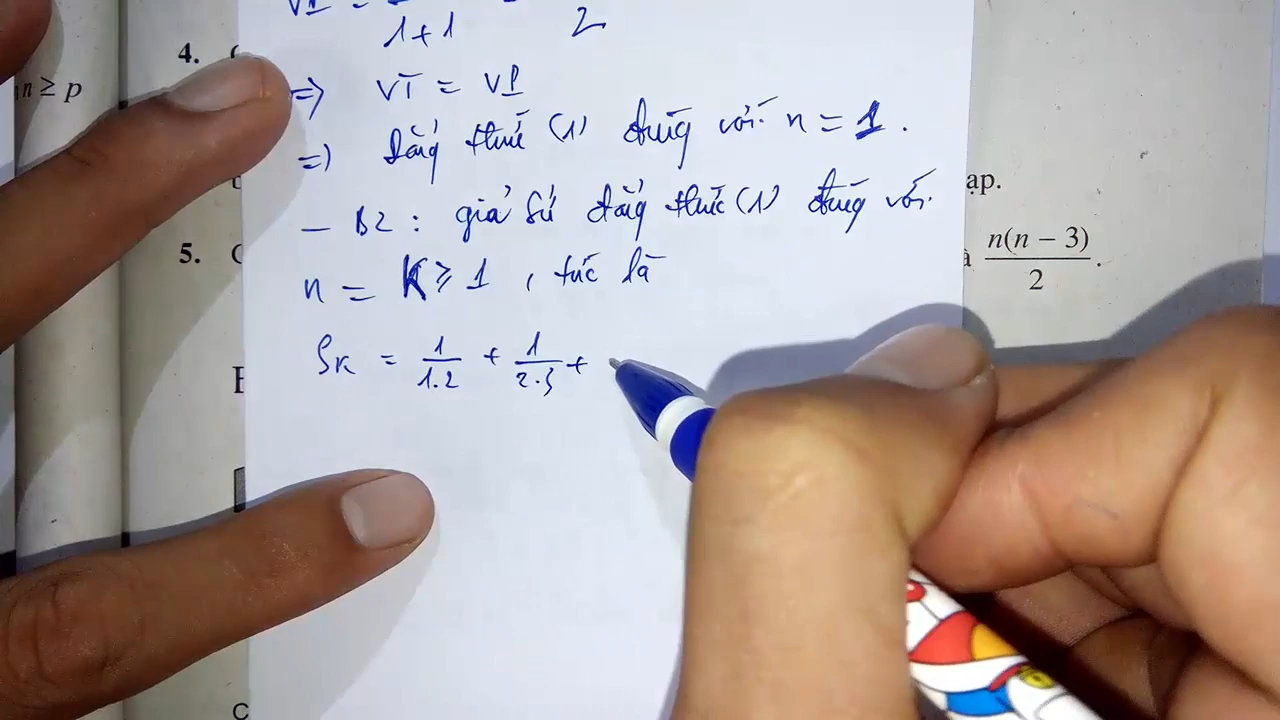 1+1 2
4.
n ≥ p
=> VT = VP
=> đẳng thức (1) đúng với n = 1.
– B2 : giả sử đẳng thức (1) đúng với
ạp.
5.
n(n − 3)
2 .
n = K ≥ 1 , tức là
Sk = 1/1.2 + 1/2.3 +